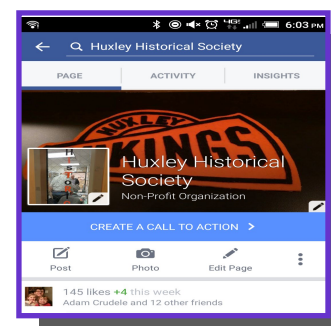 4G 6:03 PM
Huxley Historical Society
PAGE ACTIVITY INSIGHTS
HUXLEY
VIKINGS
Huxley Historical
Society
Non-Profit Organization
CREATE A CALL TO ACTION >
Post Photo Edit Page
145 likes +4 this week
Adam Crudele and 12 other friends